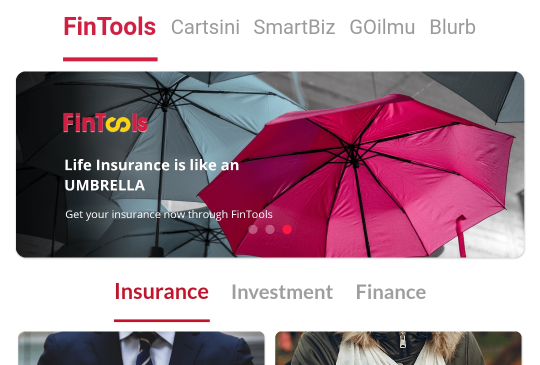 FinTools Cartsini SmartBiz GOilmu Blurb
FinTools
Life Insurance is like an
UMBRELLA
Get your insurance now through FinTools
Insurance Investment Finance